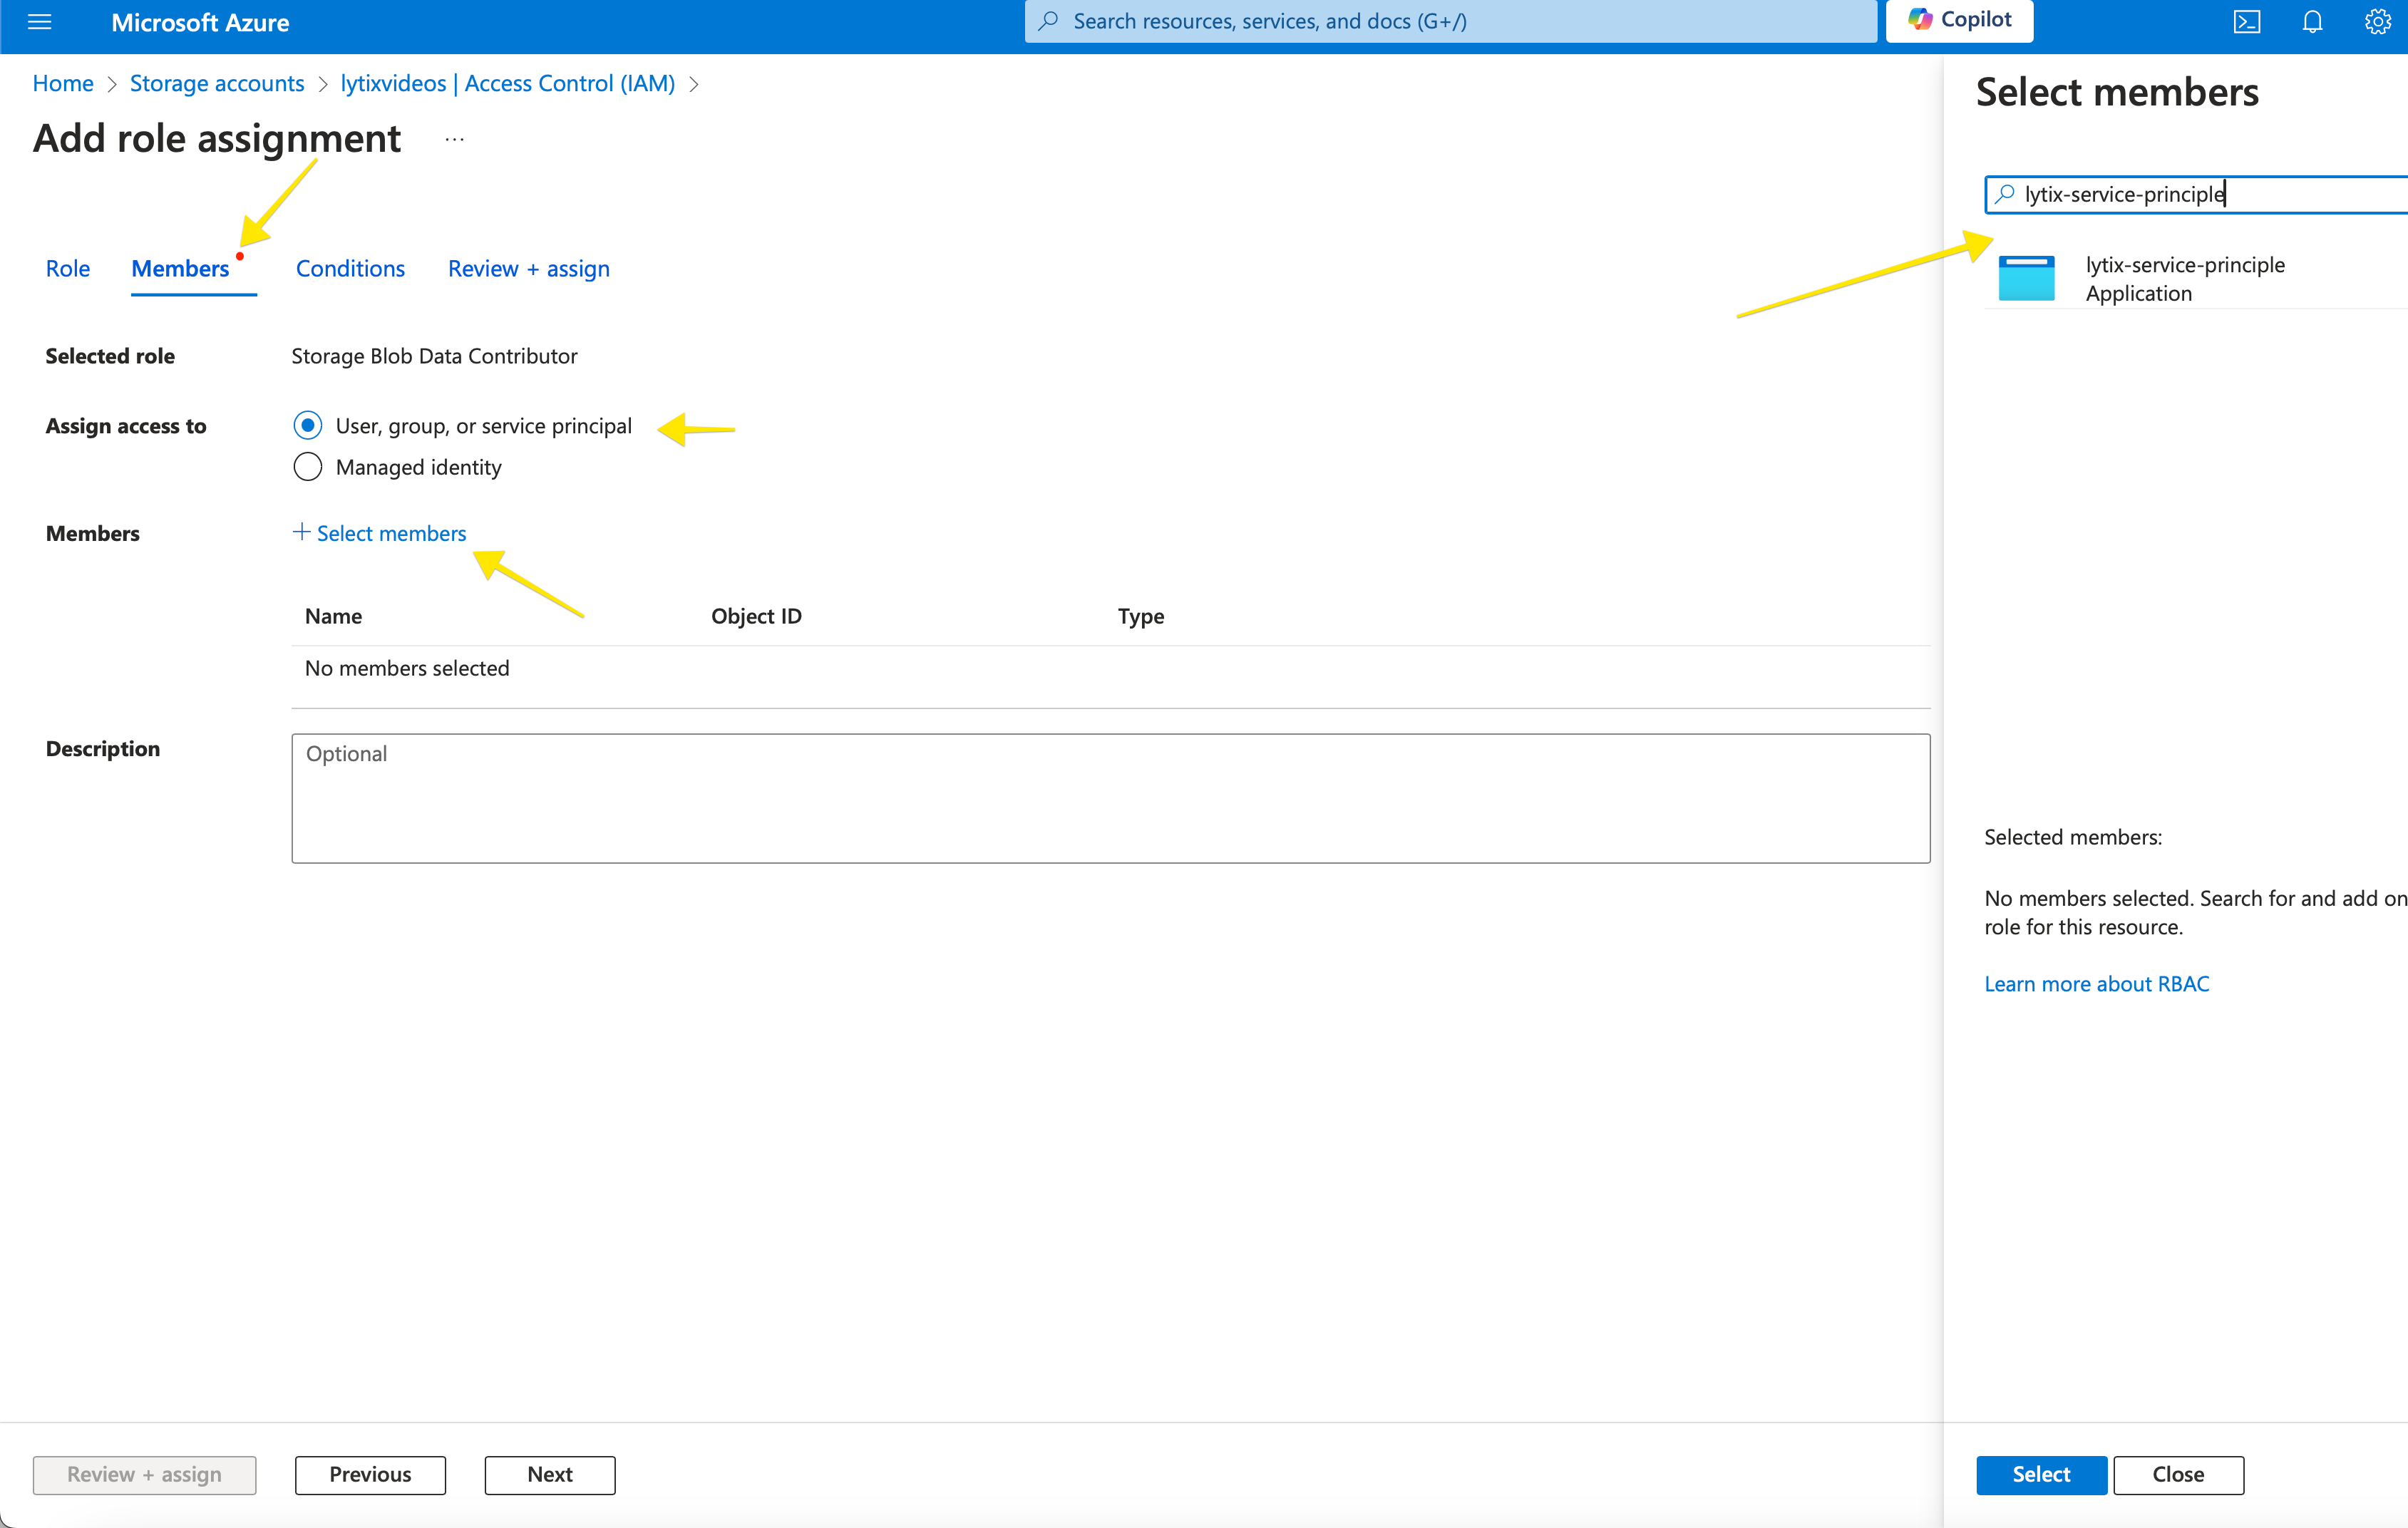 Microsoft Azure
Search resources, services, and docs (G+/)
Copilot
Home > Storage accounts > lytixvideos | Access Control (IAM) >
Add role assignment ...
Role Members Conditions Review + assign
Selected role Storage Blob Data Contributor
Assign access to User, group, or service principal
Managed identity
Members + Select members
Name Object ID Type
No members selected
Description Optional
Review + assign Previous Next
Select members
lytix-service-principle
lytix-service-principle
Application
Selected members:
No members selected. Search for and add on
role for this resource.
Learn more about RBAC
Select Close